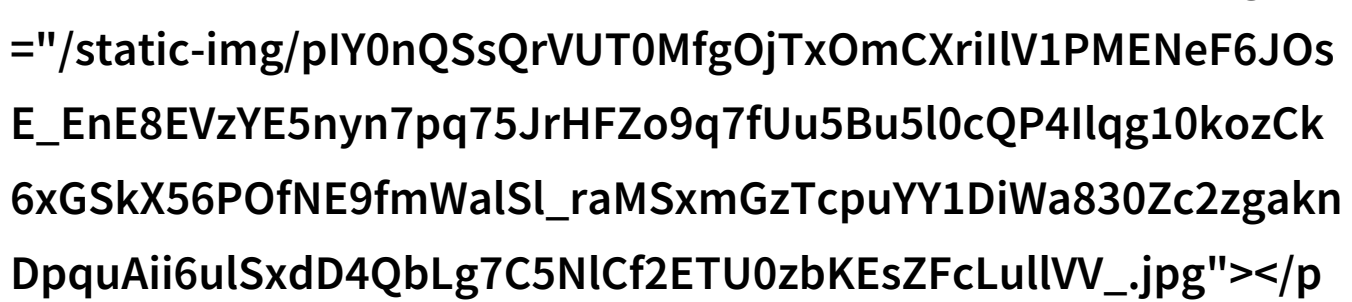 ="/static-img/pIY0nQSsQrVUT0MfgOjTxOmCXriIlV1PMENeF6JOs
E_EnE8EVzYE5nyn7pq75JrHFZo9q7fUu5Bu5l0cQP4Ilqg10kozCk
6xGSkX56POfNE9fmWalSl_raMSxmGzTcpuYY1DiWa830Zc2zgakn
DpquAii6ulSxdD4QbLg7C5NlCf2ETU0zbKEsZFcLullVV_.jpg"></p